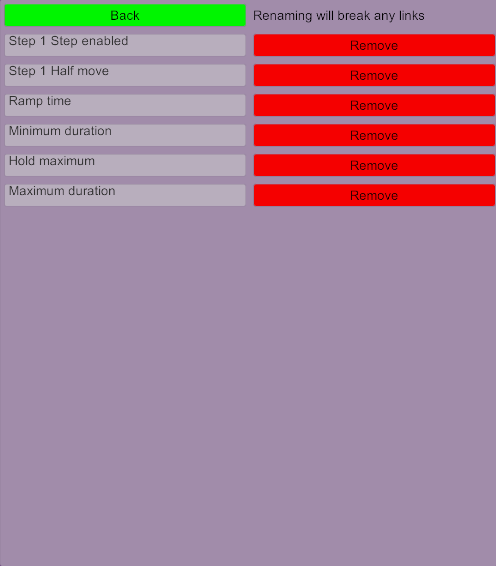 Back
Renaming will break any links
Step 1 Step enabled
Remove
Step 1 Half move
Remove
Ramp time
Remove
Minimum duration
Remove
Hold maximum
Remove
Maximum duration
Remove